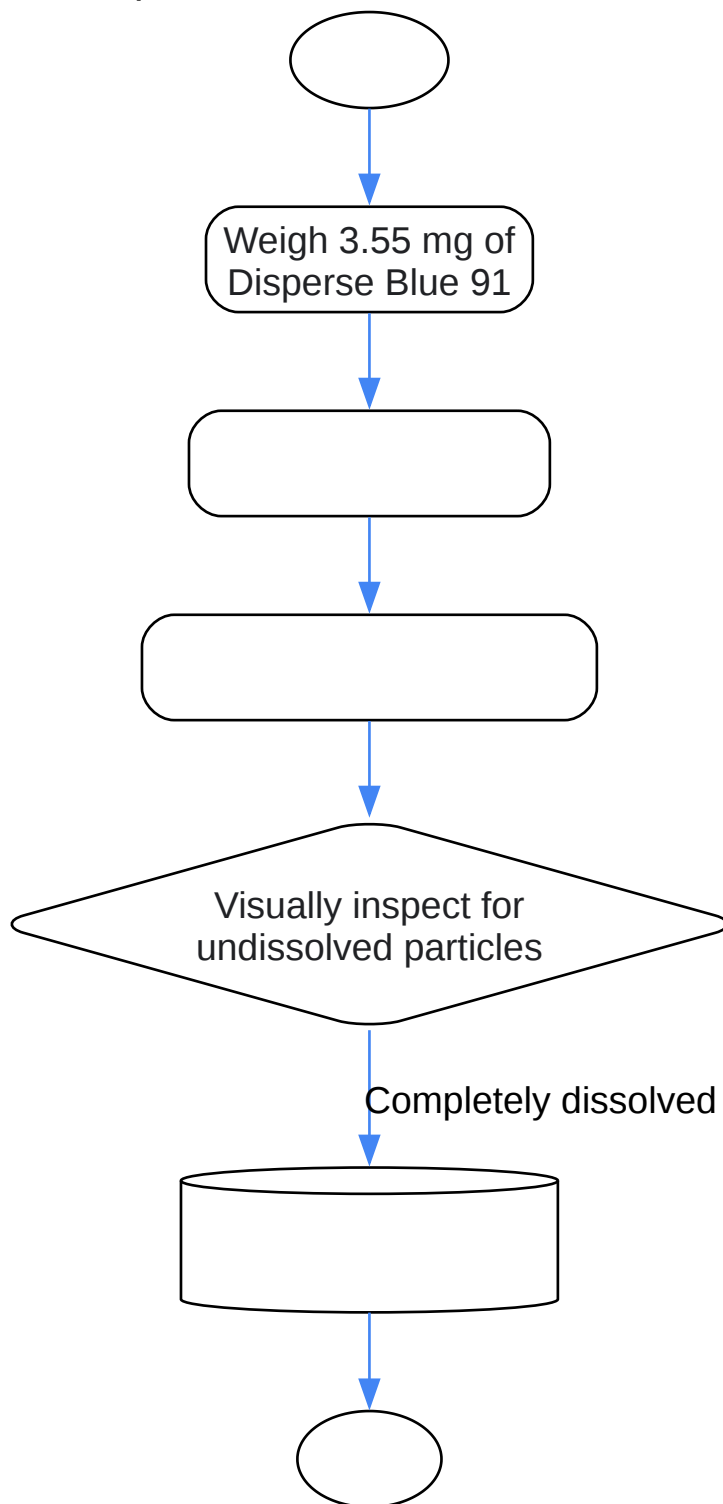 Weigh 3.55 mg of
Disperse Blue 91
Visually inspect for
undissolved particles
Completely dissolved